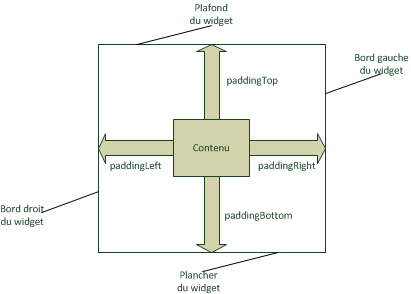 Plafond
du widget
Bord gauche
du widget
paddingTop
Contenu
paddingLeft
paddingRight
Bord droit
du widget
paddingBottom
Plancher
du widget